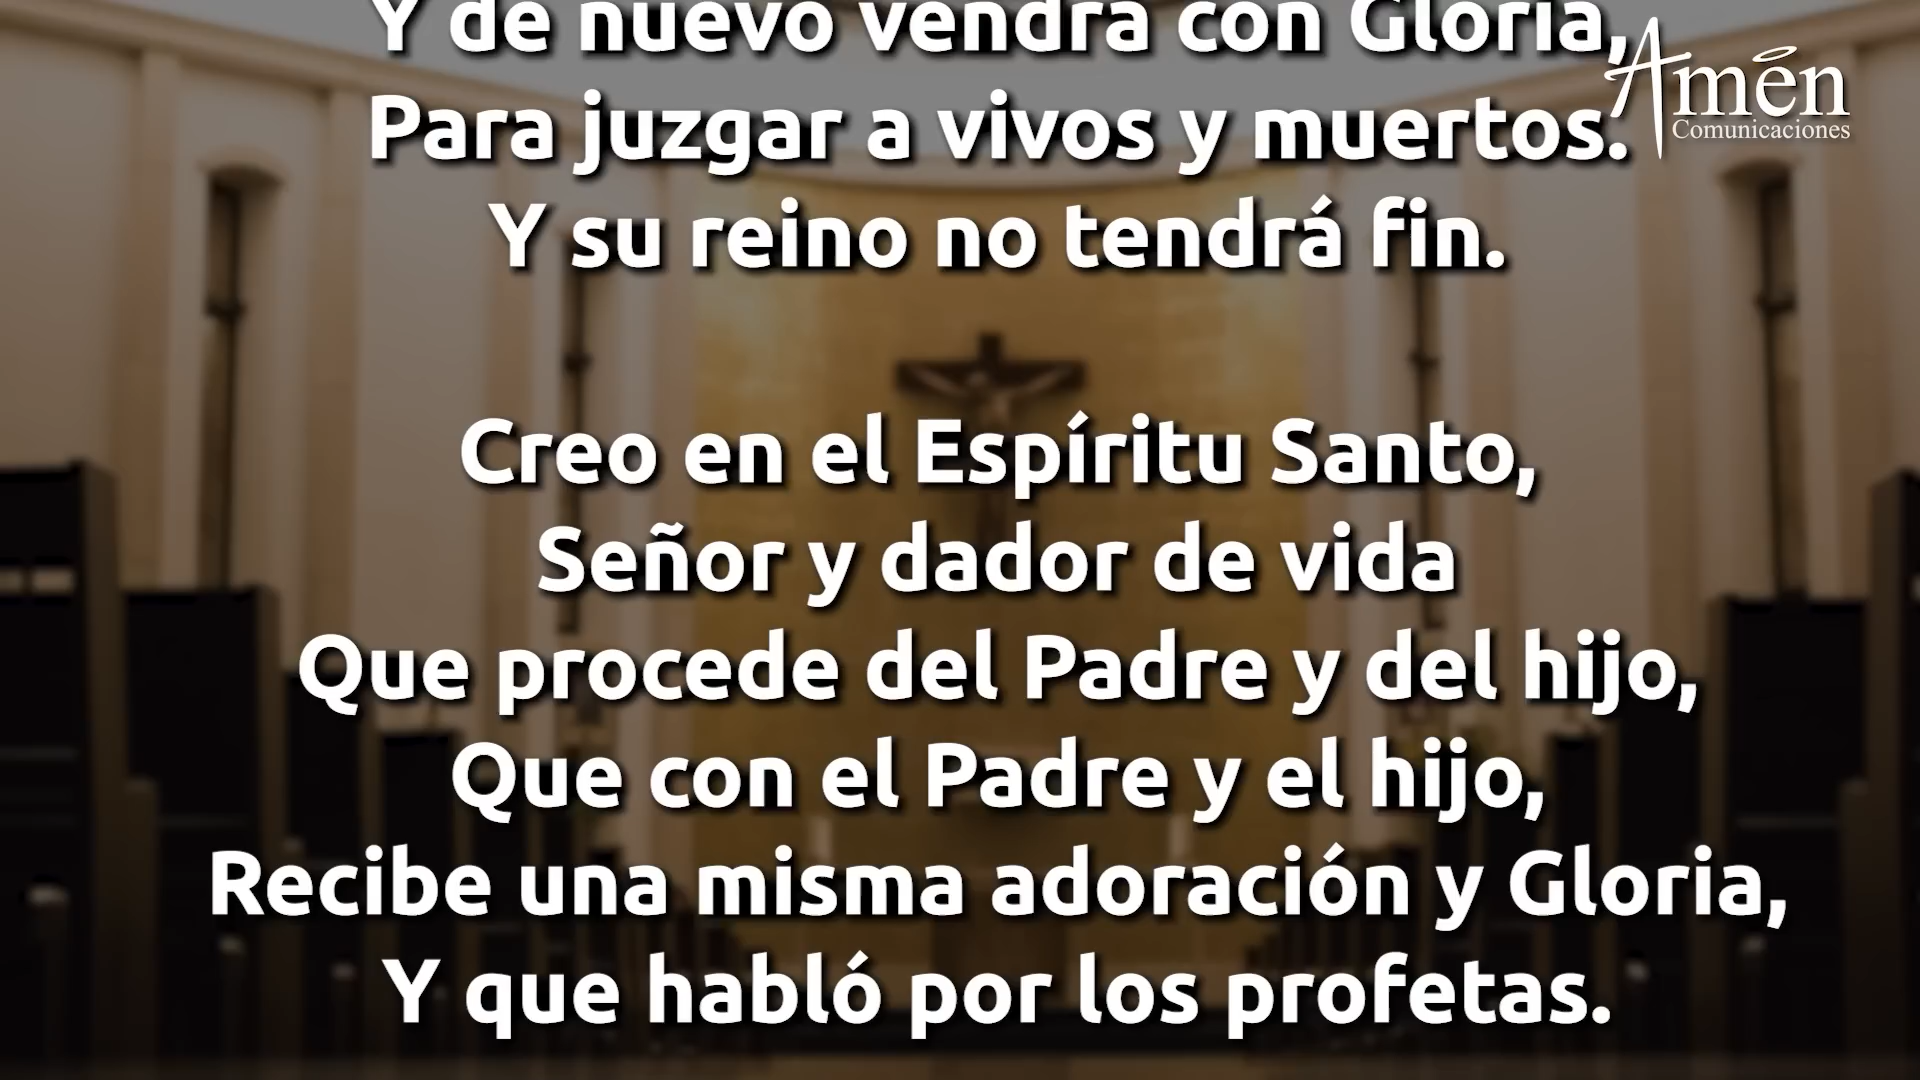 Y de nuevo vendrá con Gloria,
Para juzgar a vivos y muertos.
Y su reino no tendrá fin.
Creo en el Espíritu Santo,
Señor y dador de vida
Que procede del Padre y del hijo,
Que con el Padre y el hijo,
Recibe una misma adoración y Gloria,
Y que habló por los profetas.
Amén
Comunicaciones